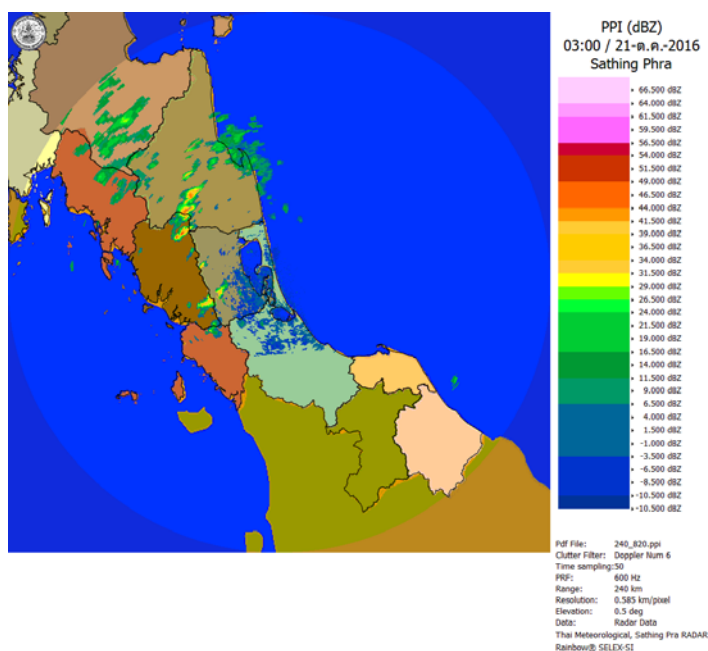 PPI (dBZ)
03:00 / 21-ต.ค.-2016
Sathing Phra
66.500 dBZ
64.000 dBZ
61.500 dBZ
59.500 dBZ
56.500 dBZ
54.000 dBZ
51.500 dBZ
49.000 dBZ
46.500 dBZ
44.000 dBZ
41.500 dBZ
39.000 dBZ
36.500 dBZ
34.000 dBZ
31.500 dBZ
29.000 dBZ
26.500 dBZ
24.000 dBZ
21.500 dBZ
19.000 dBZ
16.500 dBZ
14.000 dBZ
11.500 dBZ
9.000 dBZ
6.500 dBZ
4.000 dBZ
1.500 dBZ
-1.000 dBZ
-3.500 dBZ
-6.500 dBZ
-8.500 dBZ
-10.500 dBZ
-10.500 dBZ
Pdf File: 240_820.ppi
Clutter Filter: Doppler Num 6
Time sampling:50
PRF: 600 Hz
Range: 240 km
Resolution: 0.585 km/pixel
Elevation: 0.5 deg
Data: Radar Data
Thai Meteorological, Sathing Pra RADAR
Rainbow® SELEX-SI